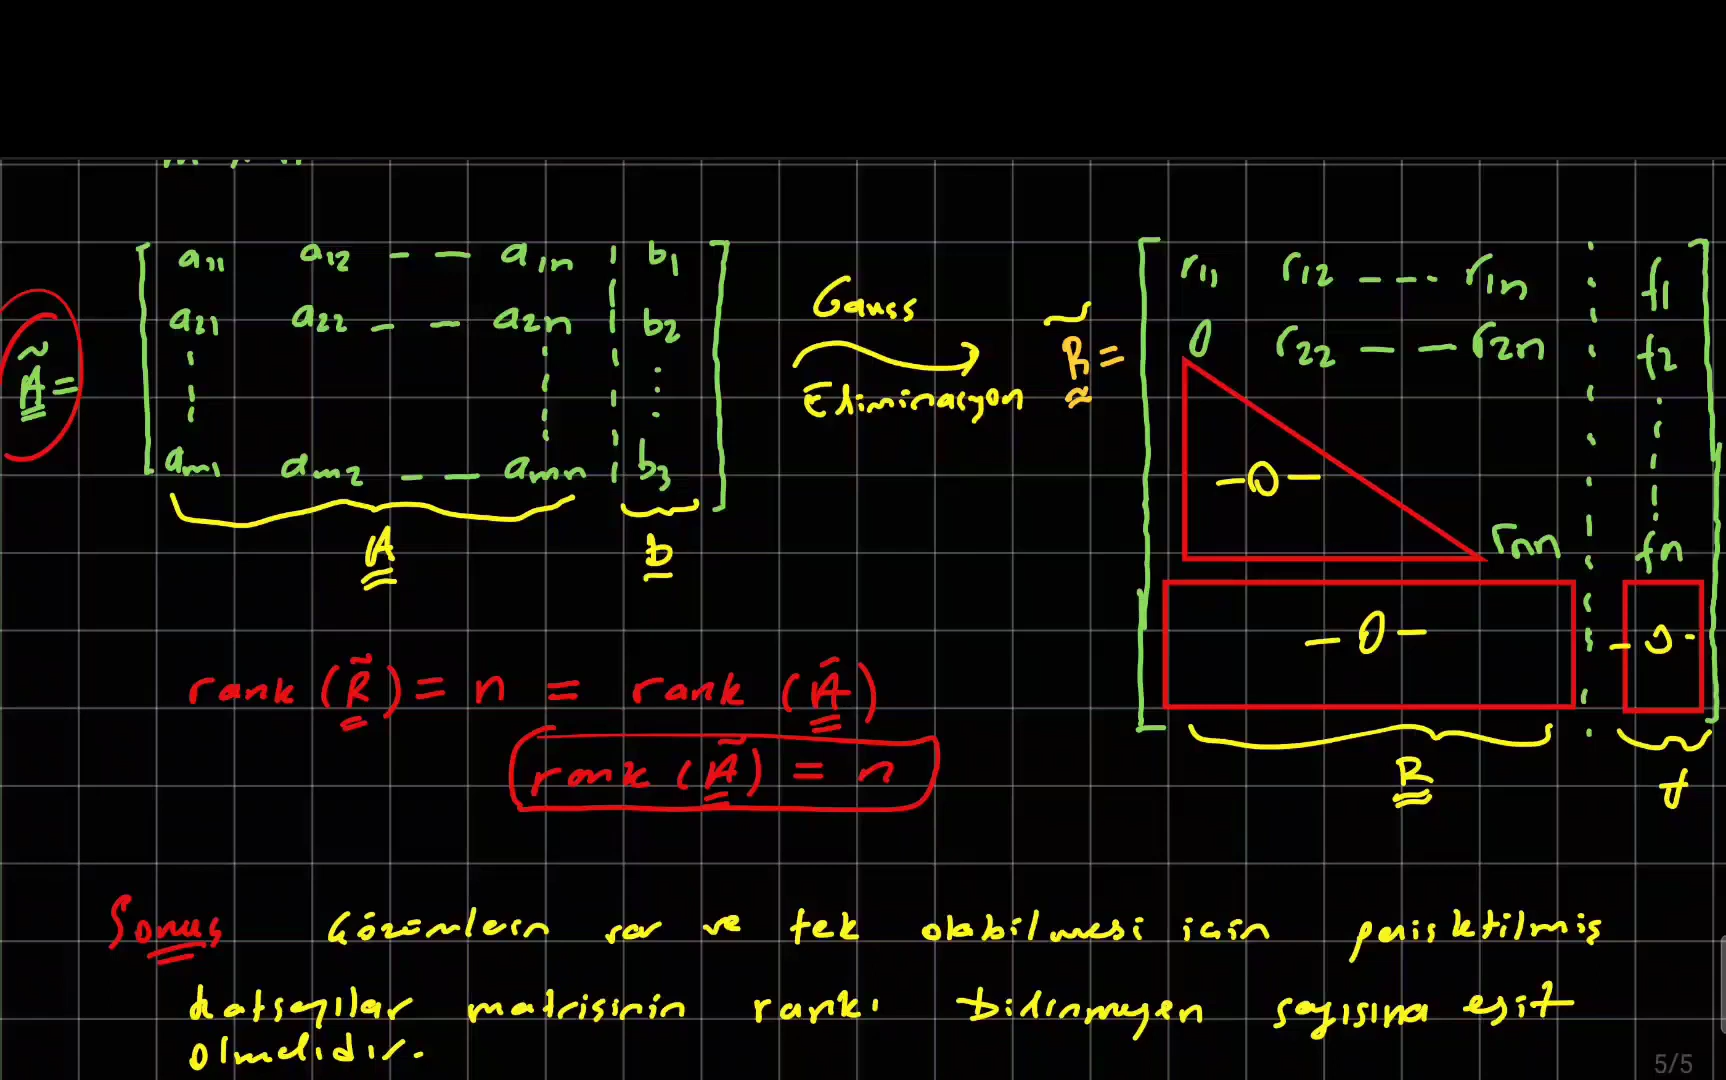 a11 a12 - - a1n | b1
a21 a22 - - a2n | b2
Ã =
am1 am2 - - amn | b3
A b
Gauss
Eliminasyon
R̃ =
r11 r12 ---- r1n f1
0 r22 - - r2n f2
-0-
rnn fn
-0- -0-
R f
rank (R̃) = n = rank (Ã)
rank (Ã) = n
Sonuç Çözümlerin var ve tek olabilmesi için genişletilmiş
katsayılar matrisinin rankı bilinmeyen sayısına eşit
olmalıdır.
5/5